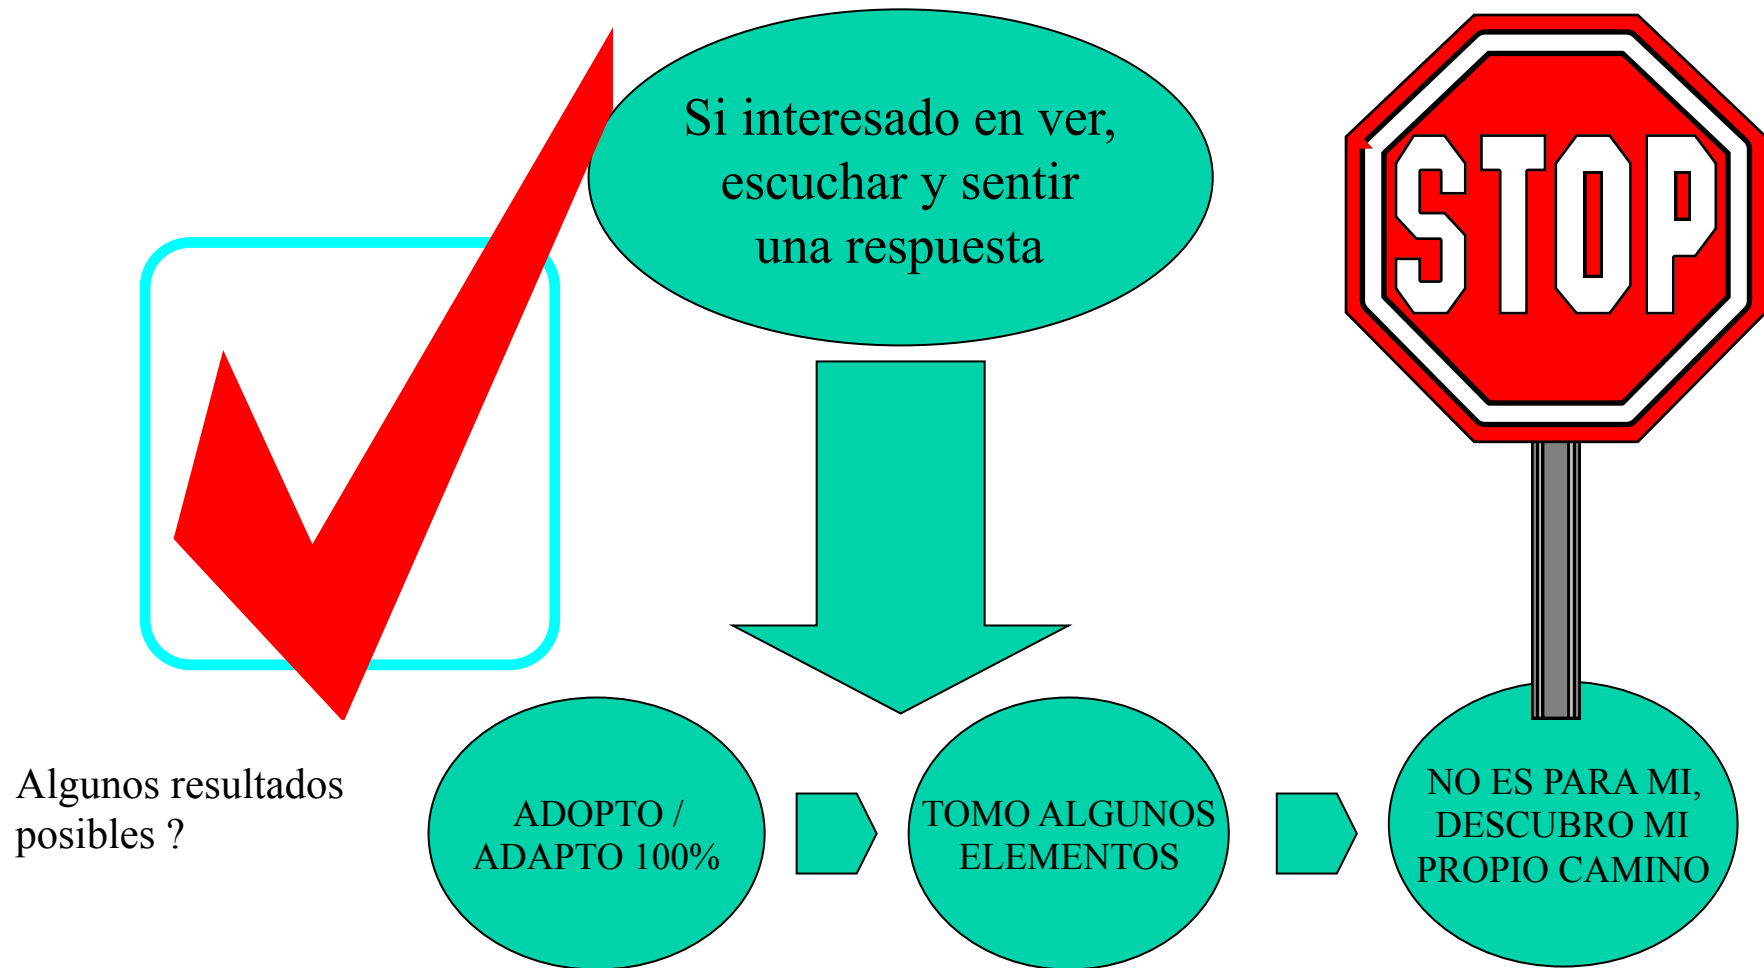 Si interesado en ver,
escuchar y sentir
una respuesta
STOP
Algunos resultados
posibles ?
ADOPTO /
ADAPTO 100%
TOMO ALGUNOS
ELEMENTOS
NO ES PARA MI,
DESCUBRO MI
PROPIO CAMINO